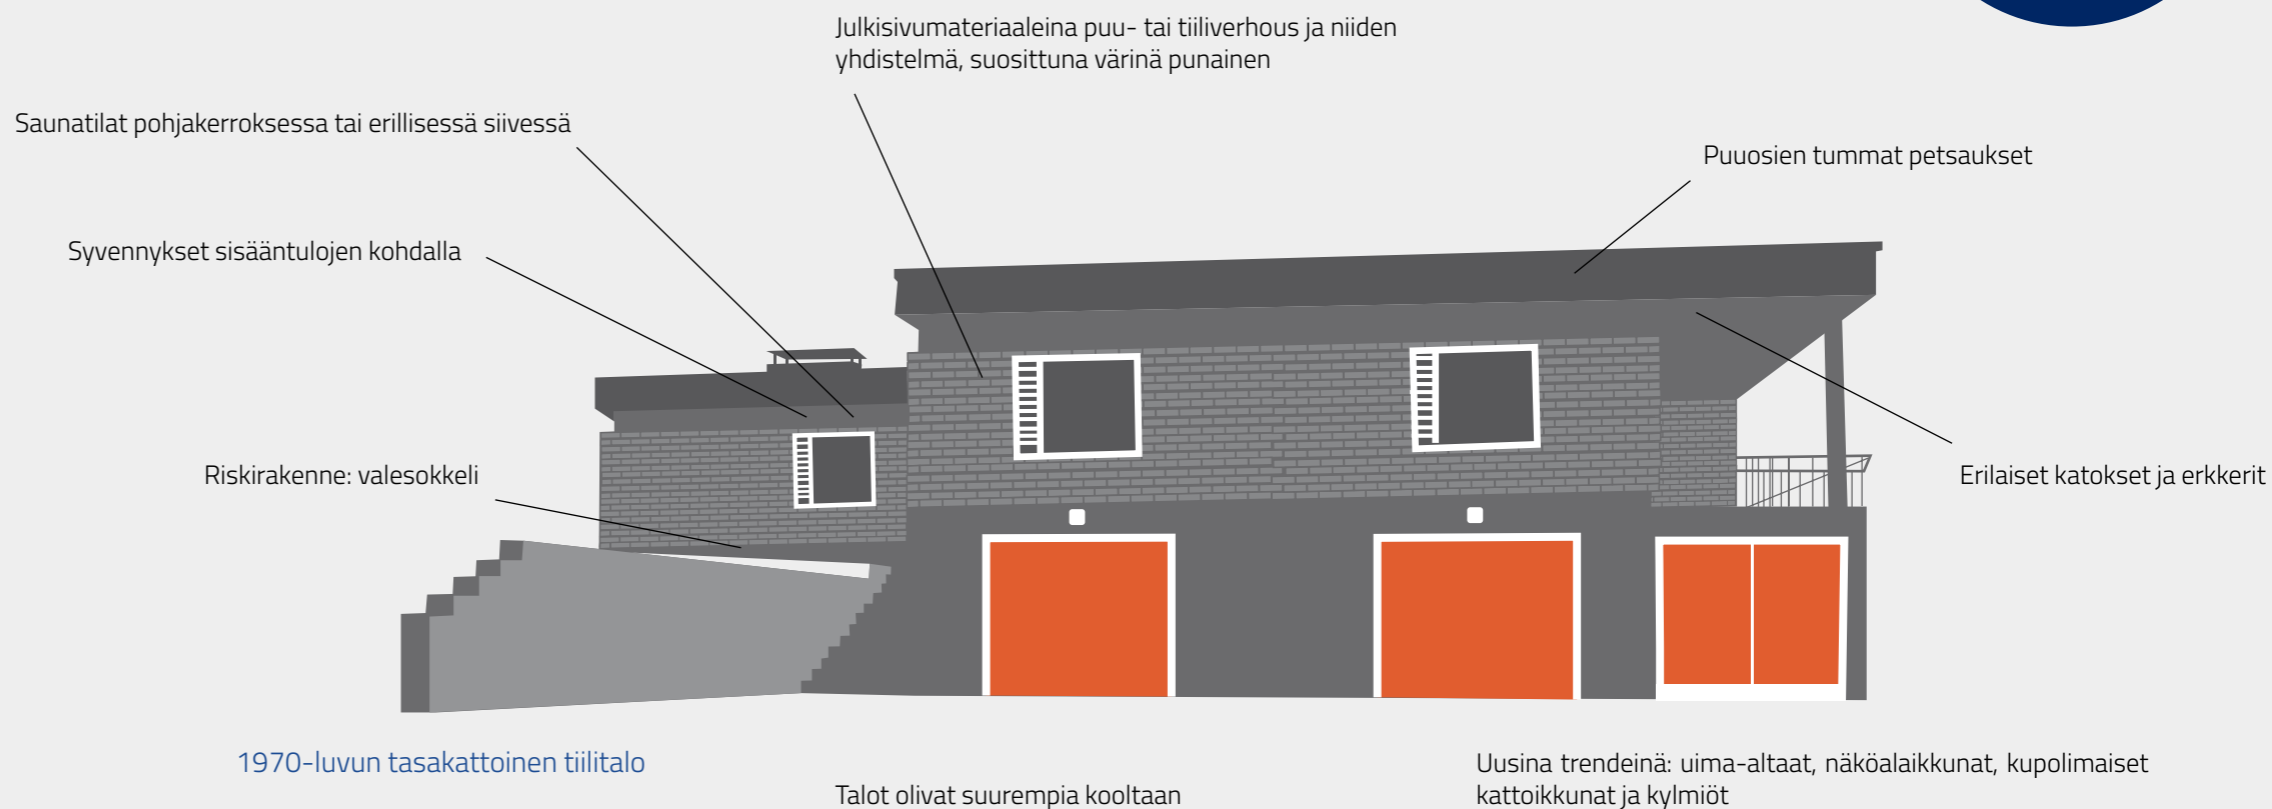 Julkisivumateriaaleina puu- tai tiiliverhous ja niiden
yhdistelmä, suosittuna värinä punainen
Saunatilat pohjakerroksessa tai erillisessä siivessä
Puuosien tummat petsaukset
Syvennykset sisääntulojen kohdalla
Riskirakenne: valesokkeli
Erilaiset katokset ja erkkerit
1970-luvun tasakattoinen tiilitalo
Talot olivat suurempia kooltaan
Uusina trendeinä: uima-altaat, näköalaikkunat, kupolimaiset
kattoikkunat ja kylmiöt